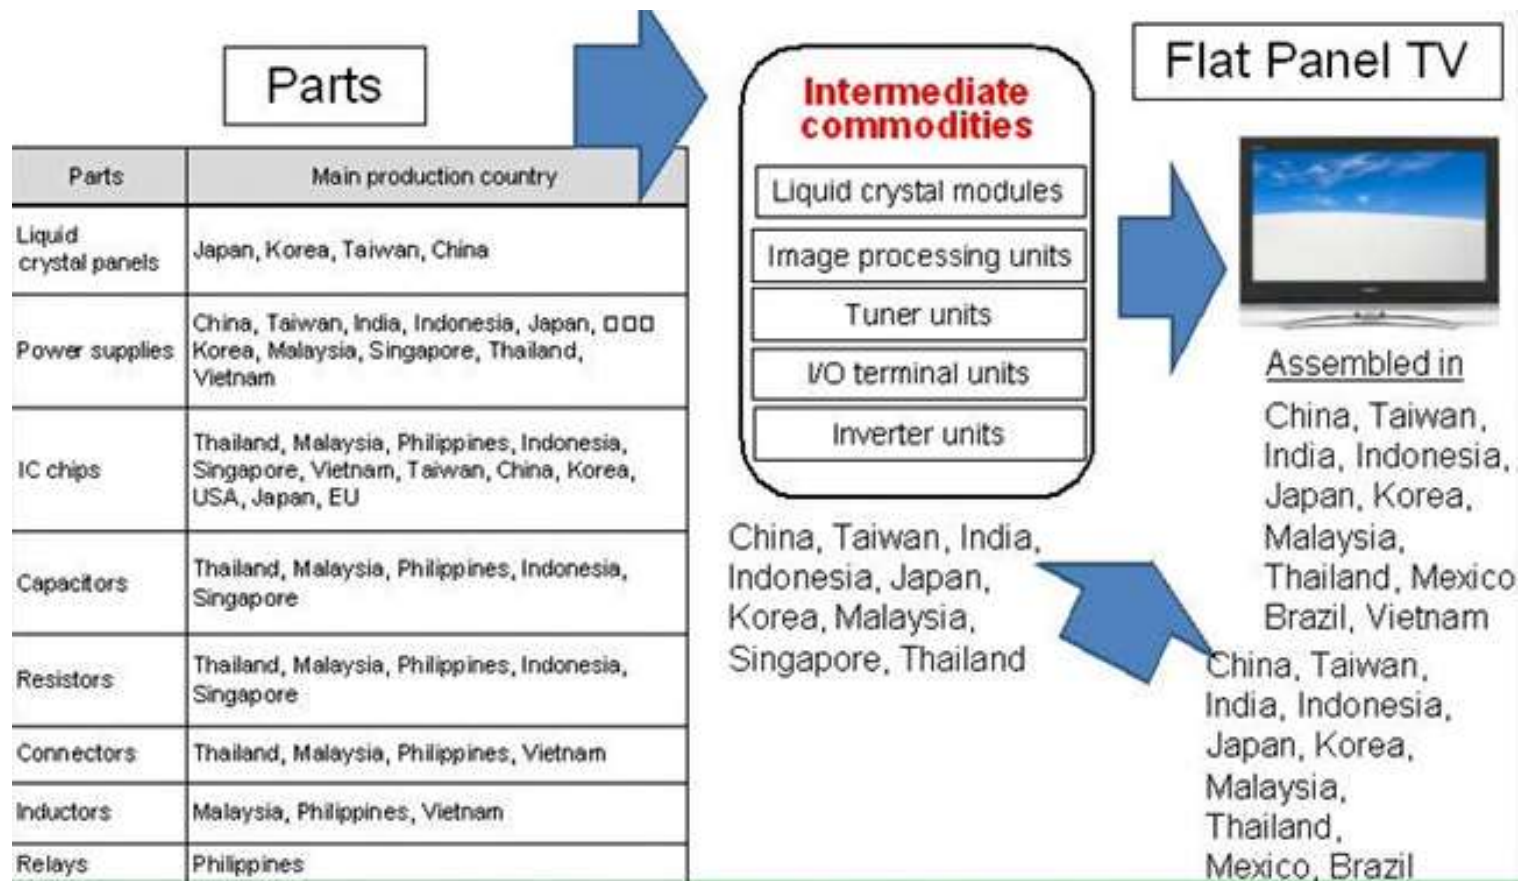 Parts
Parts
Main production country
Liquid
crystal panels
Japan, Korea, Taiwan, China
Power supplies
China, Taiwan, India, Indonesia, Japan, □□□
Korea, Malaysia, Singapore, Thailand,
Vietnam
IC chips
Thailand, Malaysia, Philippines, Indonesia,
Singapore, Vietnam, Taiwan, China, Korea,
USA, Japan, EU
Capacitors
Thailand, Malaysia, Philippines, Indonesia,
Singapore
Resistors
Thailand, Malaysia, Philippines, Indonesia,
Singapore
Connectors
Thailand, Malaysia, Philippines, Vietnam
Inductors
Malaysia, Philippines, Vietnam
Relays
Philippines
Intermediate
commodities
Liquid crystal modules
Image processing units
Tuner units
I/O terminal units
Inverter units
China, Taiwan, India,
Indonesia, Japan,
Korea, Malaysia,
Singapore, Thailand
Flat Panel TV
Assembled in
China, Taiwan,
India, Indonesia,
Japan, Korea,
Malaysia,
Thailand, Mexico
Brazil, Vietnam
China, Taiwan,
India, Indonesia,
Japan, Korea,
Malaysia,
Thailand,
Mexico, Brazil